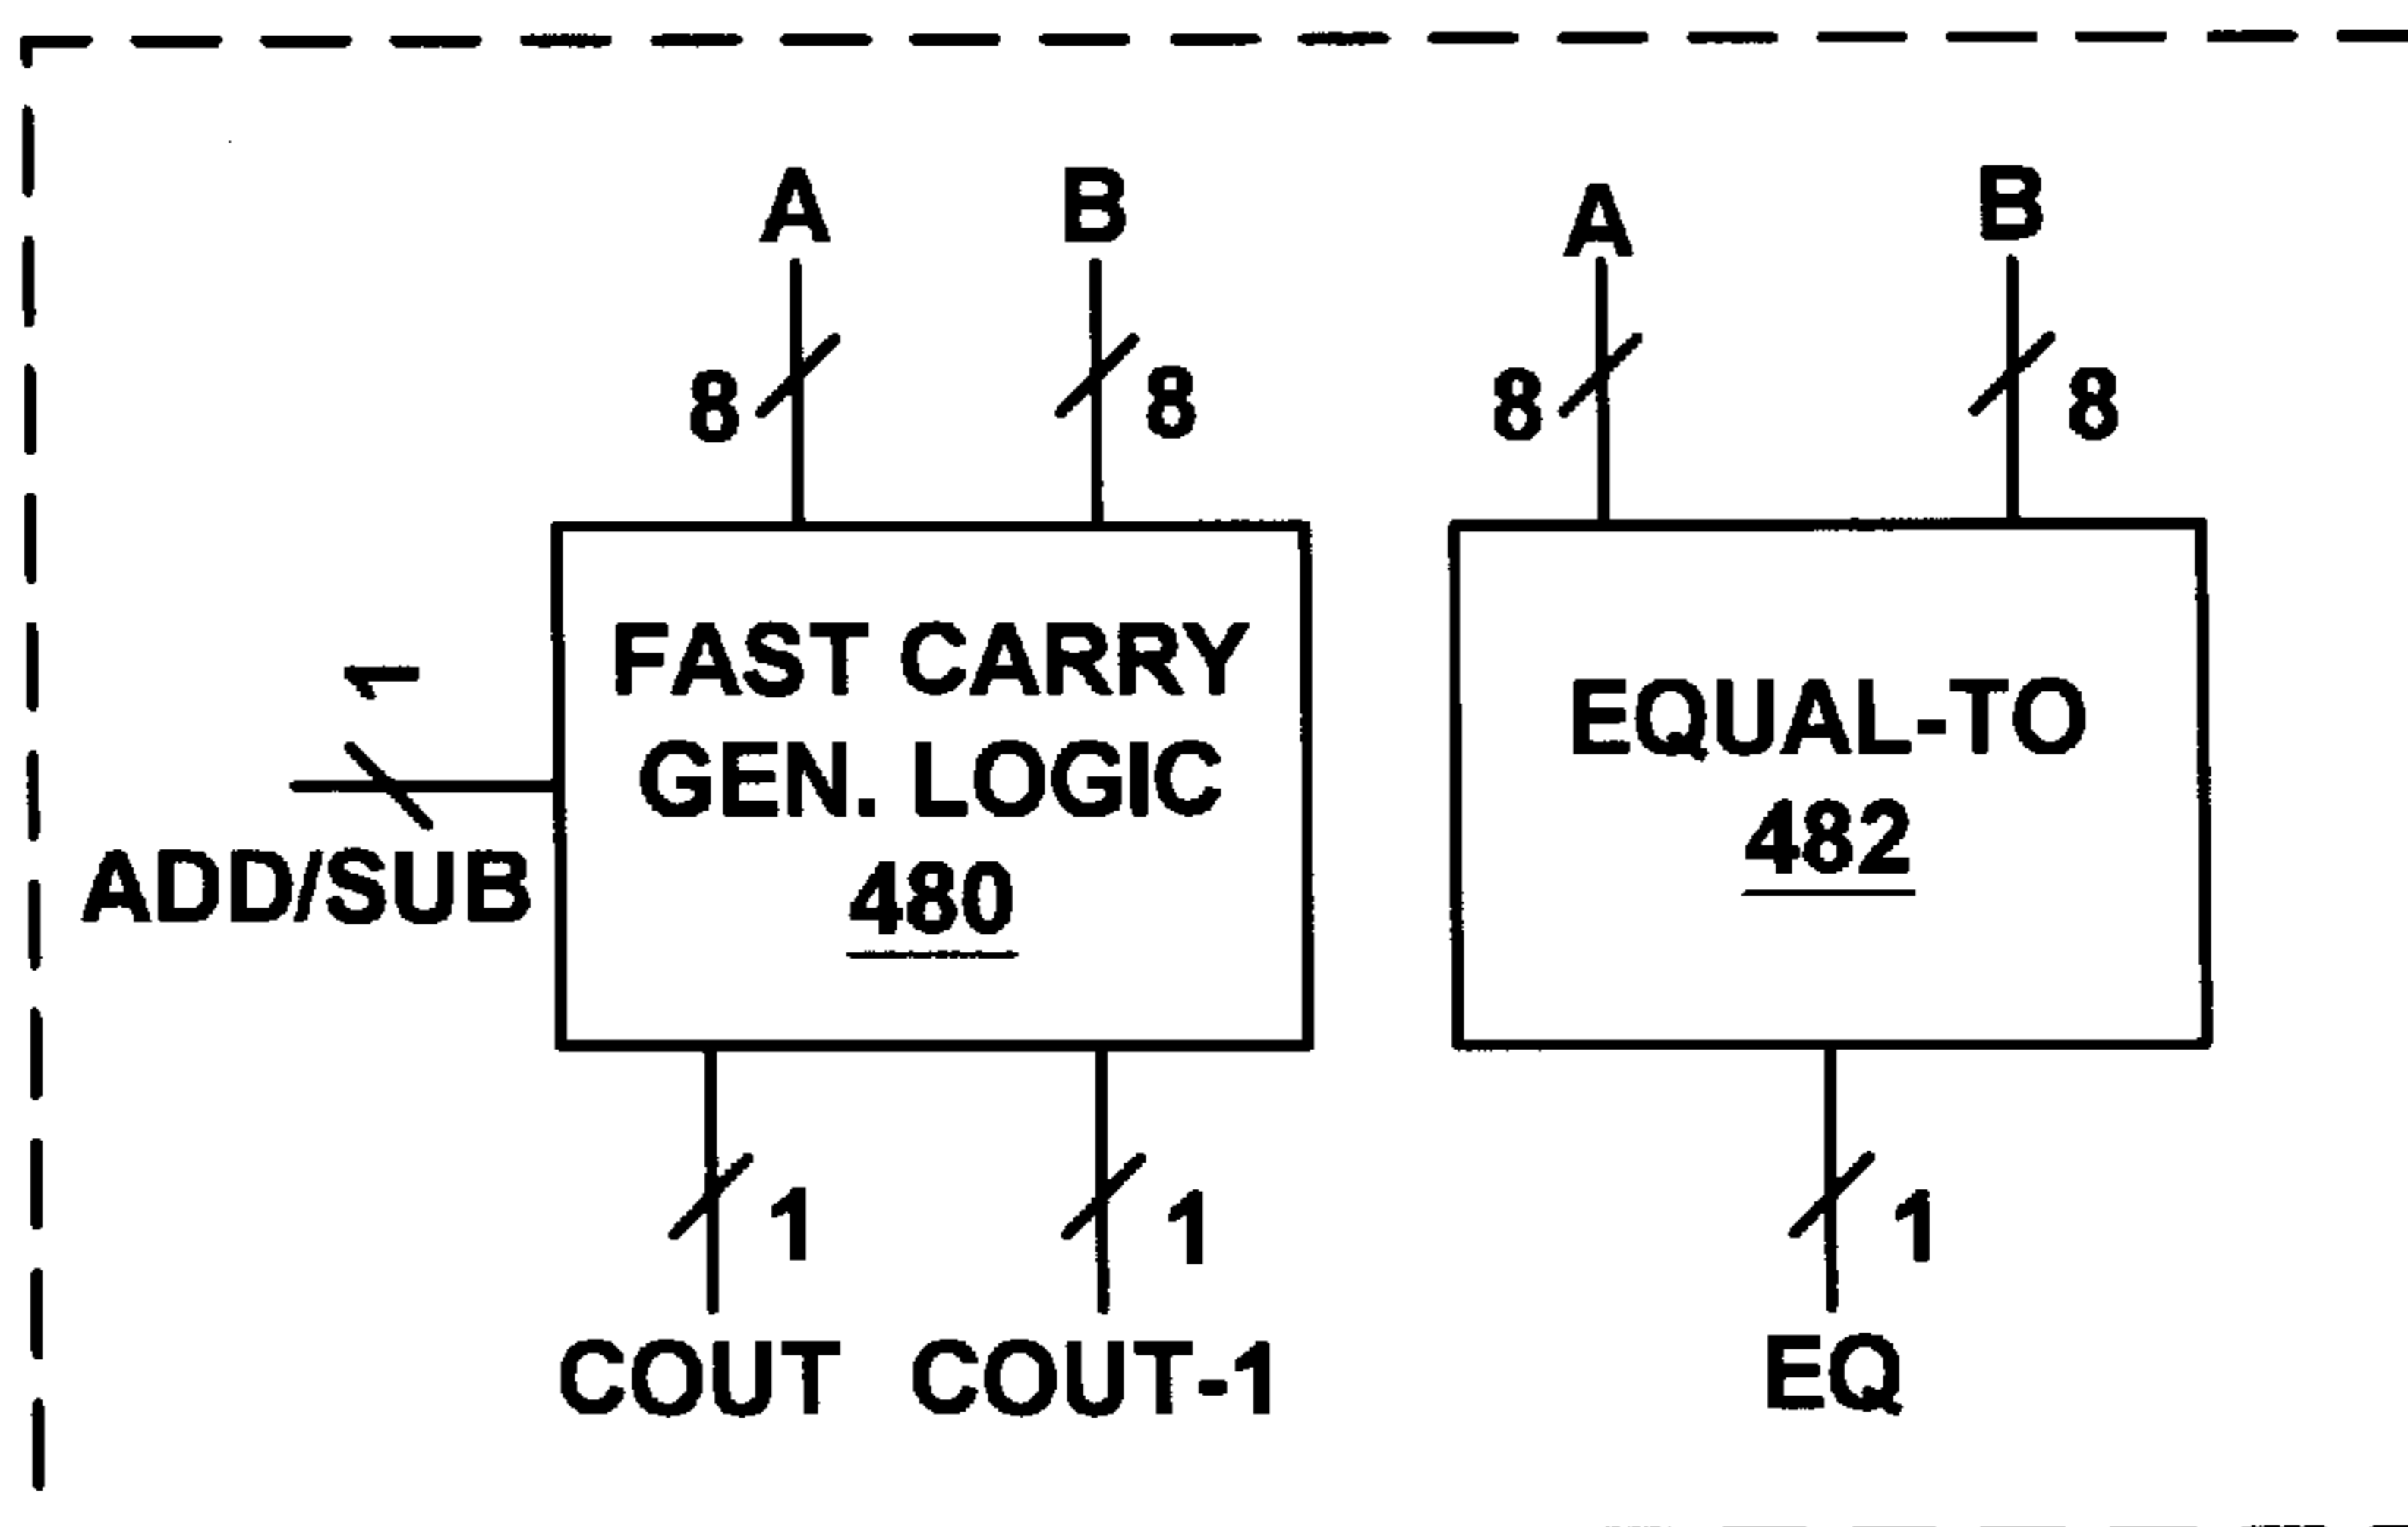 A B A B
8 8 8 8
FAST CARRY
GEN. LOGIC
480
1
ADD/SUB
EQUAL-TO
482
1 1 1
COUT COUT-1 EQ